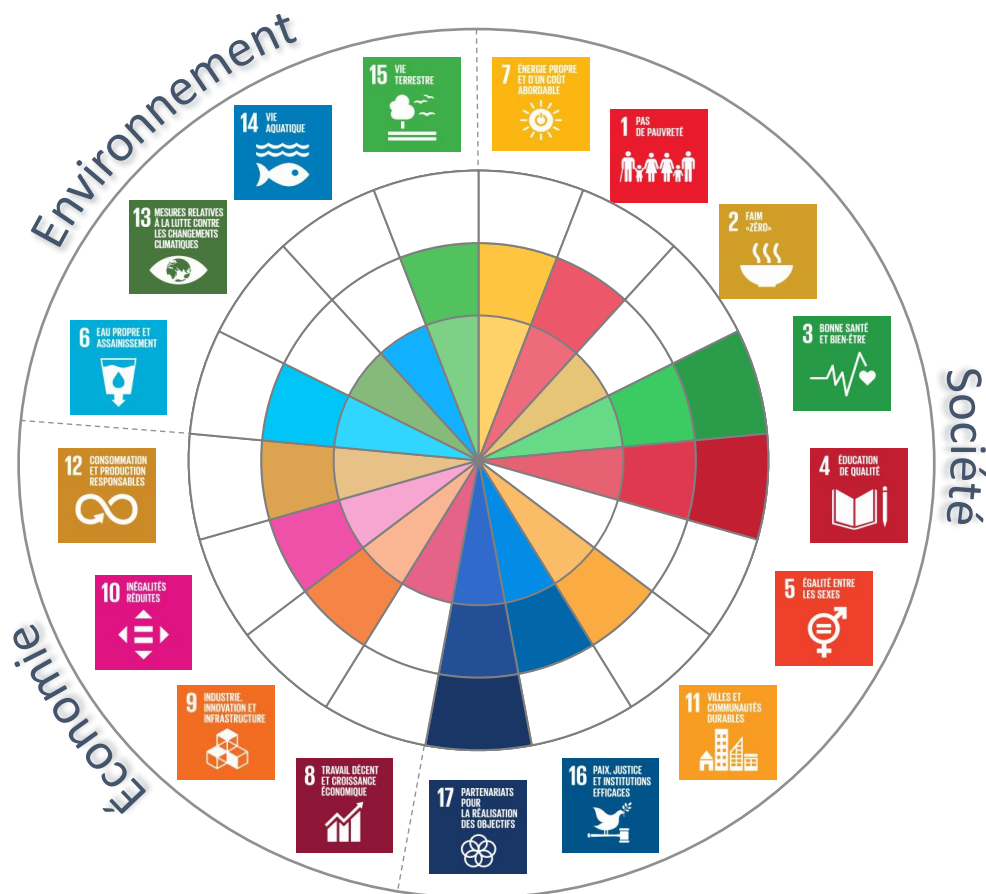 Environnement
15 VIE
TERRESTRE
7 ÉNERGIE PROPRE
ET D'UN COÛT
ABORDABLE
14 VIE
AQUATIQUE
1 PAS
DE PAUVRETÉ
13 MESURES RELATIVES
À LA LUTTE CONTRE
LES CHANGEMENTS
CLIMATIQUES
2 FAIM
«ZÉRO»
6 EAU PROPRE ET
ASSAINISSEMENT
3 BONNE SANTÉ
ET BIEN-ÊTRE
Société
12 CONSOMMATION
ET PRODUCTION
RESPONSABLES
4 ÉDUCATION
DE QUALITÉ
10 INÉGALITÉS
RÉDUITES
5 ÉGALITÉ ENTRE
LES SEXES
Économie
9 INDUSTRIE,
INNOVATION ET
INFRASTRUCTURE
11 VILLES ET
COMMUNAUTÉS
DURABLES
8 TRAVAIL DÉCENT
ET CROISSANCE
ÉCONOMIQUE
17 PARTENARIATS
POUR
LA RÉALISATION
DES OBJECTIFS
16 PAIX, JUSTICE
ET INSTITUTIONS
EFFICACES